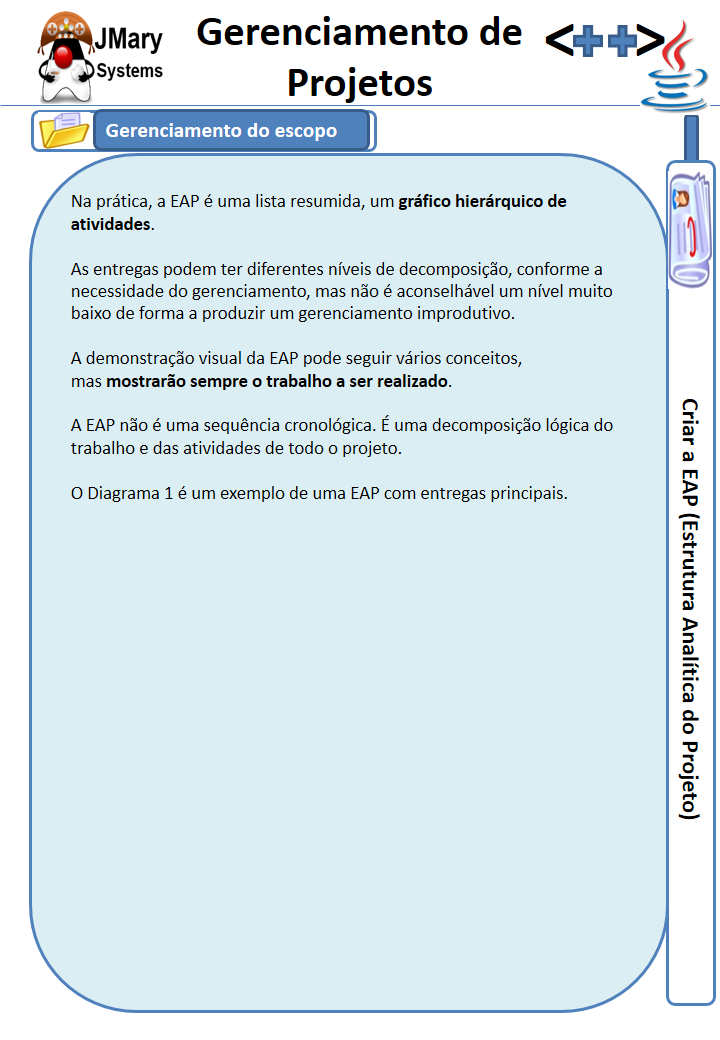 JMary
Systems
Gerenciamento de
Projetos
<++>
Gerenciamento do escopo
Na prática, a EAP é uma lista resumida, um gráfico hierárquico de
atividades.
As entregas podem ter diferentes níveis de decomposição, conforme a
necessidade do gerenciamento, mas não é aconselhável um nível muito
baixo de forma a produzir um gerenciamento improdutivo.
A demonstração visual da EAP pode seguir vários conceitos,
mas mostrarão sempre o trabalho a ser realizado.
A EAP não é uma sequência cronológica. É uma decomposição lógica do
trabalho e das atividades de todo o projeto.
O Diagrama 1 é um exemplo de uma EAP com entregas principais.
Criar a EAP (Estrutura Analítica do Projeto)